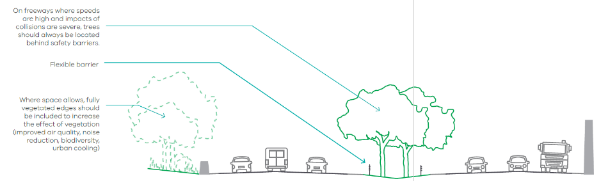 On freeways where speeds
are high and impacts of
collisions are severe, trees
should always be located
behind safety barriers.
Flexible barrier
Where space allows, fully
vegetated edges should
be included to increase
the effect of vegetation
(improved air quality, noise
reduction, biodiversity,
urban cooling)